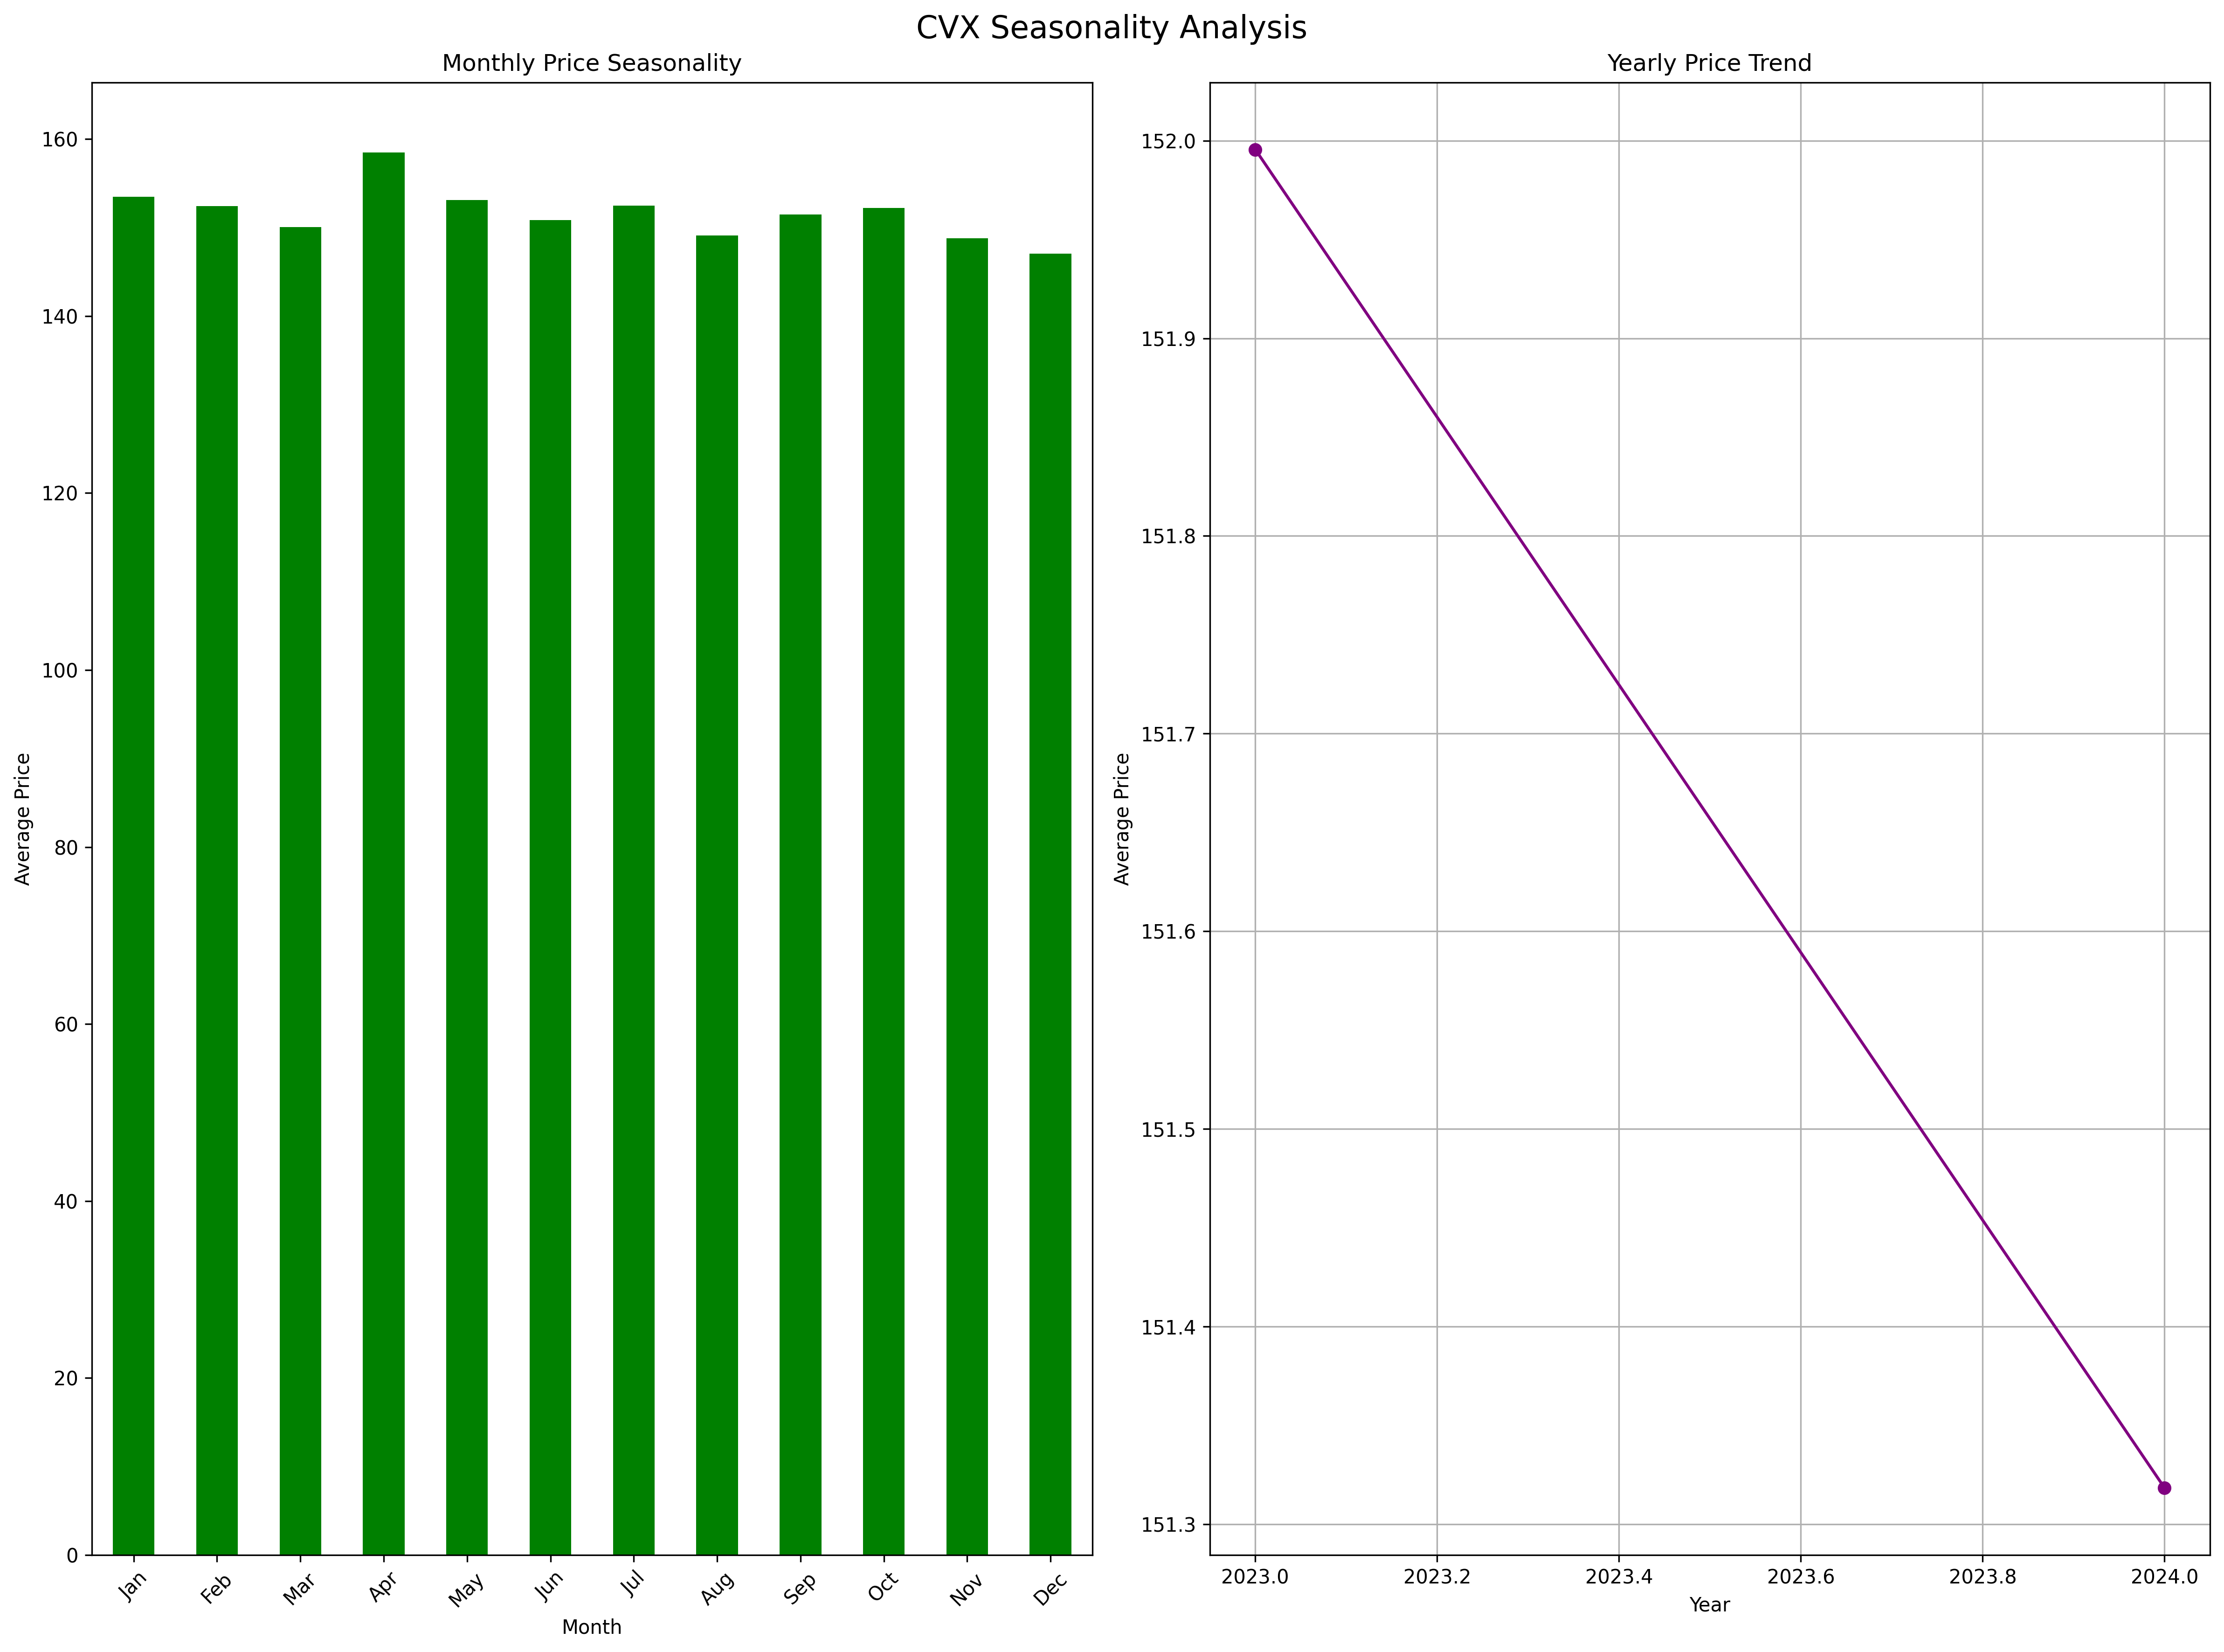 CVX Seasonality Analysis
Monthly Price Seasonality
Average Price
160
140
120
100
80
60
40
20
0
Jan Feb Mar Apr May Jun Jul Aug Sep Oct Nov Dec
Month
Yearly Price Trend
Average Price
152.0
151.9
151.8
151.7
151.6
151.5
151.4
151.3
2023.0 2023.2 2023.4 2023.6 2023.8 2024.0
Year